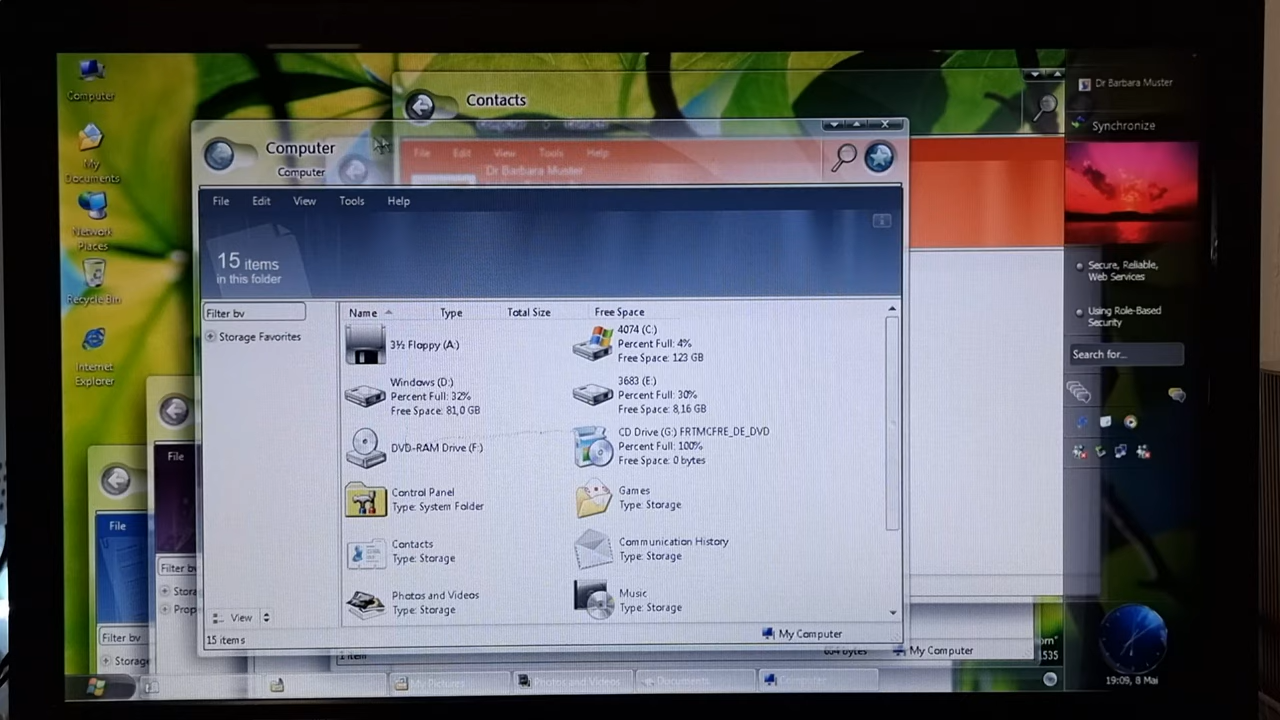 Computer
My
Documents
Network
Places
Recycle Bin
Internet
Explorer
Contacts
File Edit View Tools Help
Dr Barbara Muster
Computer
Computer
File Edit View Tools Help
15 items
in this folder
Filter by
Storage Favorites
Name Type Total Size Free Space
3½ Floppy (A:)
4074 (C:)
Percent Full: 4%
Free Space: 123 GB
Windows (D:)
Percent Full: 32%
Free Space: 81,0 GB
3683 (E:)
Percent Full: 30%
Free Space: 8,16 GB
DVD-RAM Drive (F:)
CD Drive (G:) FRTMCFRE_DE_DVD
Percent Full: 100%
Free Space: 0 bytes
Control Panel
Type: System Folder
Games
Type: Storage
Contacts
Type: Storage
Communication History
Type: Storage
Photos and Videos
Type: Storage
Music
Type: Storage
View
15 items
My Computer
File
Filter by
File
Filter by
Storage
1 item
bytes
My Computer
Dr Barbara Muster
Synchronize
Secure, Reliable,
Web Services
Using Role-Based
Security
Search for...
19:09, 8 Mai
My Pictures
Photos and Videos
Documents
Computer